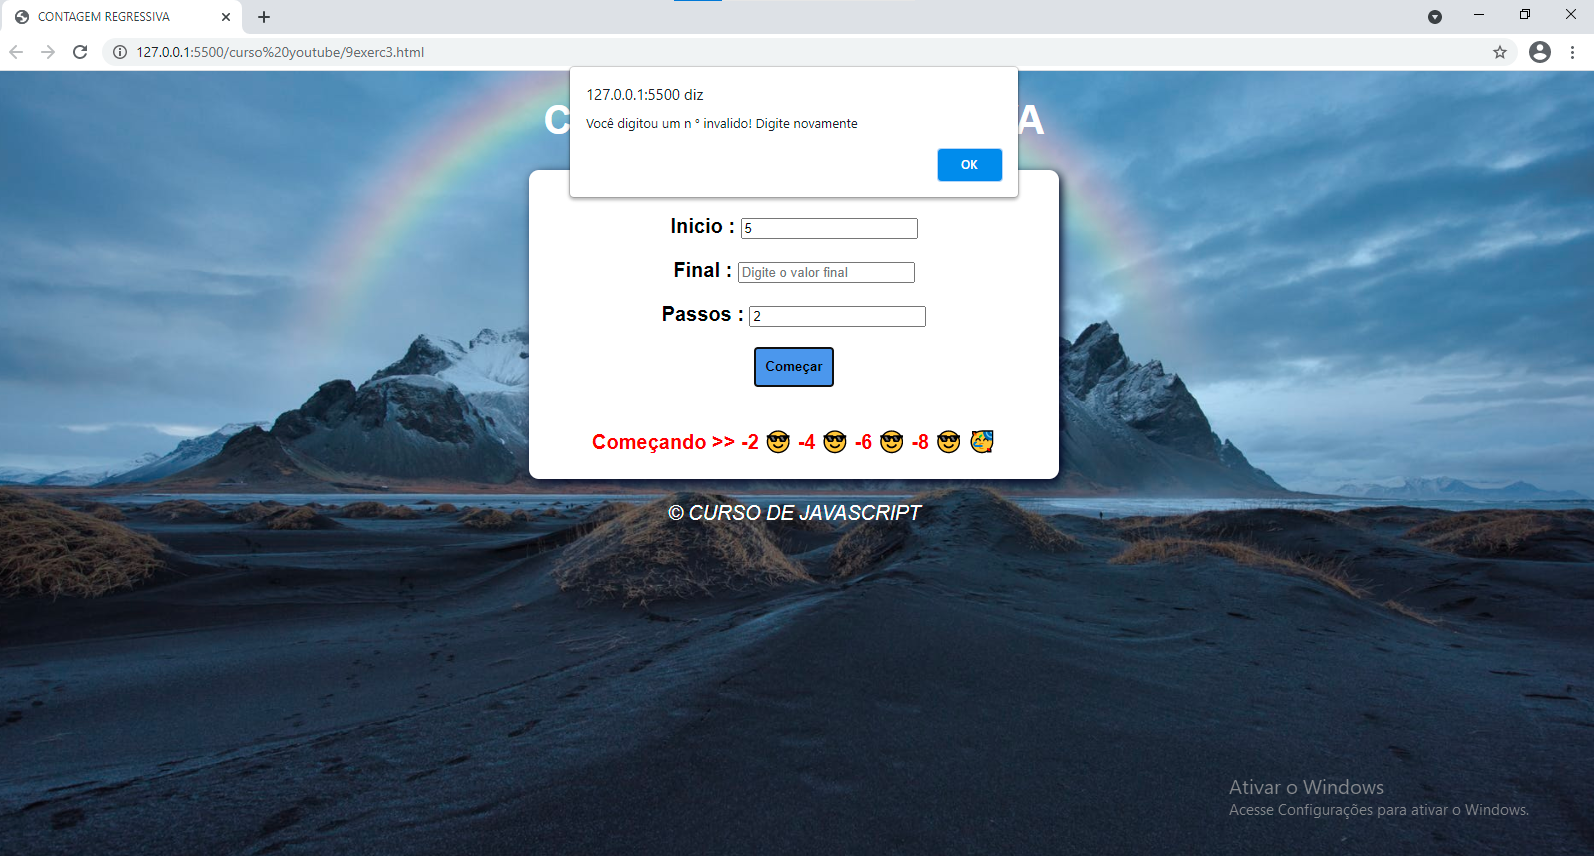 CONTAGEM REGRESSIVA
127.0.0.1:5500/curso%20youtube/9exerc3.html
127.0.0.1:5500 diz
Você digitou um n º invalido! Digite novamente
OK
C A
Inicio : 5
Final : Digite o valor final
Passos : 2
Começar
Começando >> -2 😎 -4 😎 -6 😎 -8 😎 🥳
© CURSO DE JAVASCRIPT
Ativar o Windows
Acesse Configurações para ativar o Windows.